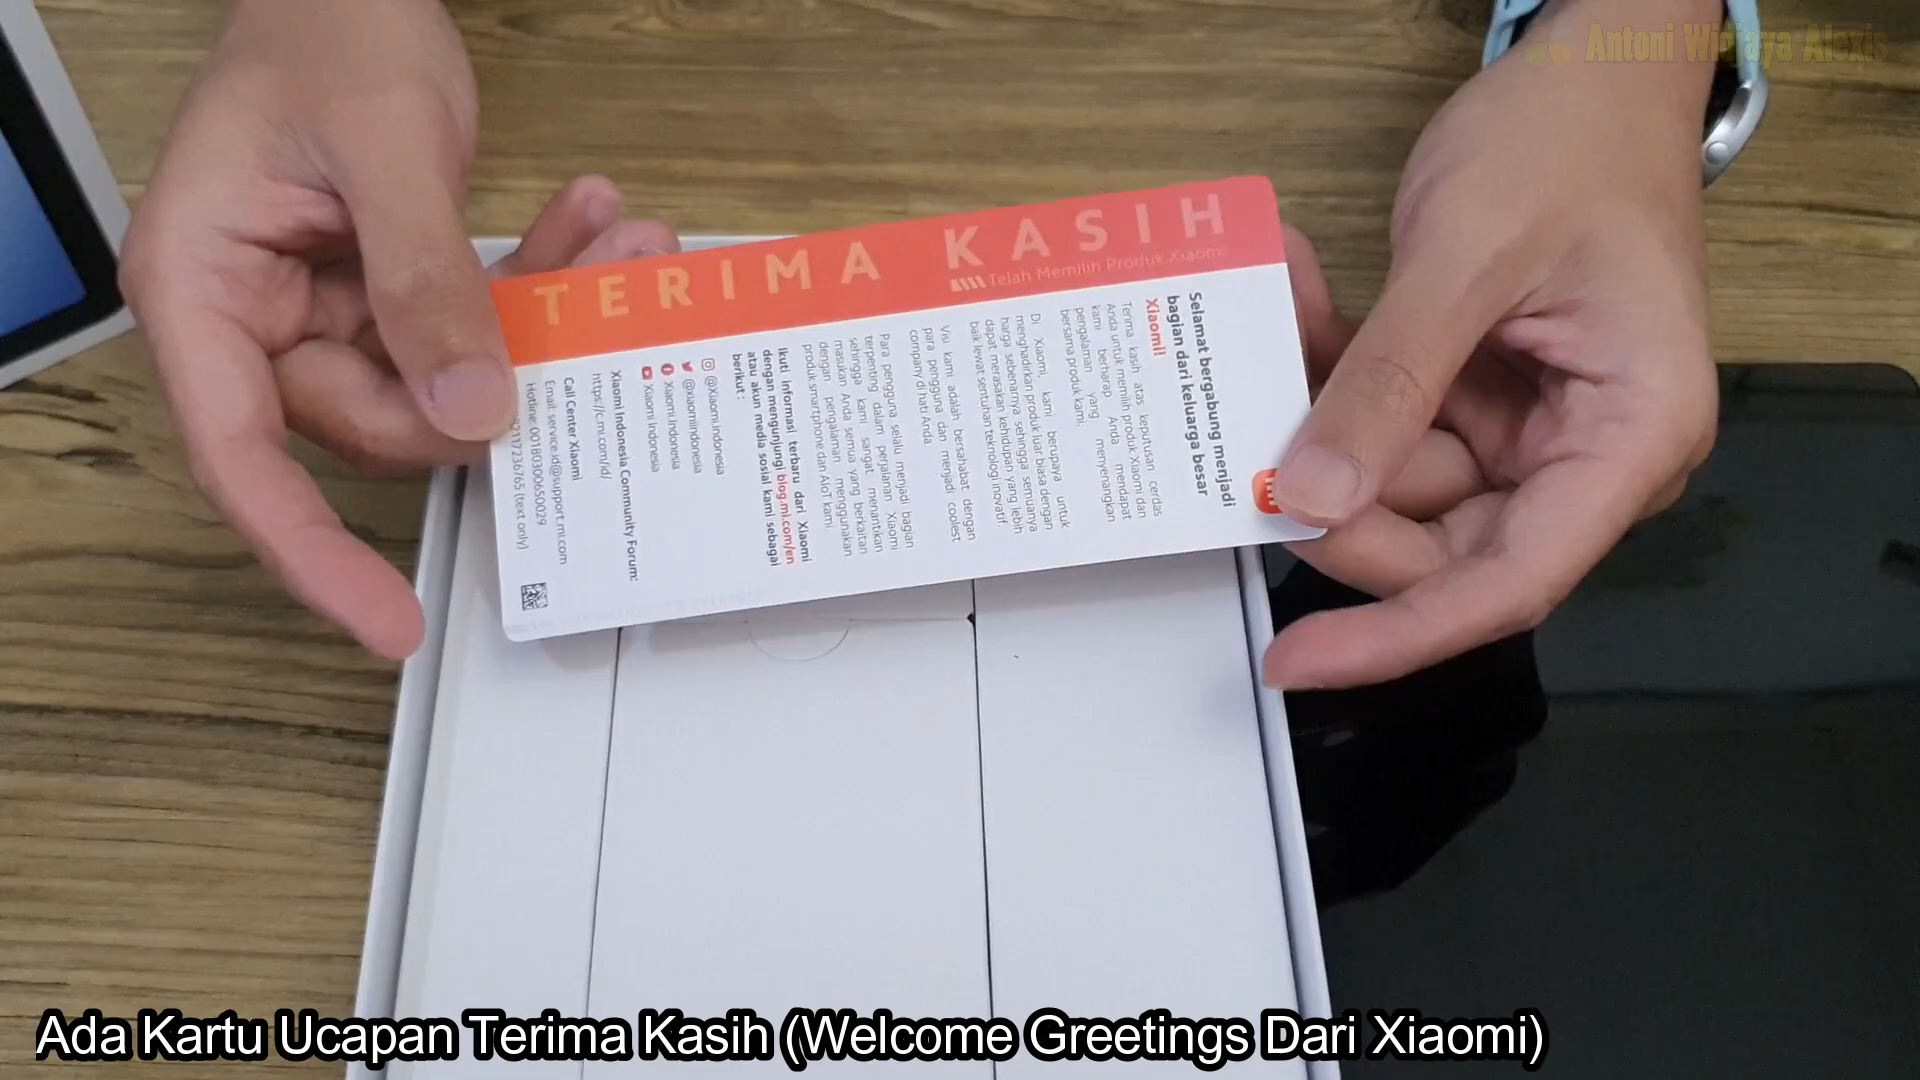 Antoni Wijaya Alexis
TERIMA KASIH
Telah Memilih Produk Xiaomi
Selamat bergabung menjadi
bagian dari keluarga besar
Xiaomi!
Terima kasih atas keputusan cerdas
Anda untuk memilih produk Xiaomi dan
kami berharap Anda mendapat
pengalaman yang menyenangkan
bersama produk kami.
Di Xiaomi, kami berupaya untuk
menghadirkan produk luar biasa dengan
harga sebenarnya sehingga semuanya
dapat merasakan kehidupan yang lebih
baik lewat sentuhan teknologi inovatif.
Visi kami adalah bersahabat dengan
para pengguna dan menjadi coolest
company di hati Anda.
Para pengguna selalu menjadi bagian
terpenting dalam perjalanan Xiaomi
sehingga kami sangat menantikan
masukan Anda semua yang berkaitan
dengan pengalaman menggunakan
produk smartphone dan AIoT kami.
Ikuti informasi terbaru dari Xiaomi
dengan mengunjungi blog.mi.com/en
atau akun media sosial kami sebagai
berikut :
@Xiaomi.indonesia
@xiaomiindonesia
Xiaomi.Indonesia
Xiaomi Indonesia
Xiaomi Indonesia Community Forum:
https://c.mi.com/id/
Call Center Xiaomi
Email: service.id@support.mi.com
Hotline: 00180300650029
(text only)
Ada Kartu Ucapan Terima Kasih (Welcome Greetings Dari Xiaomi)